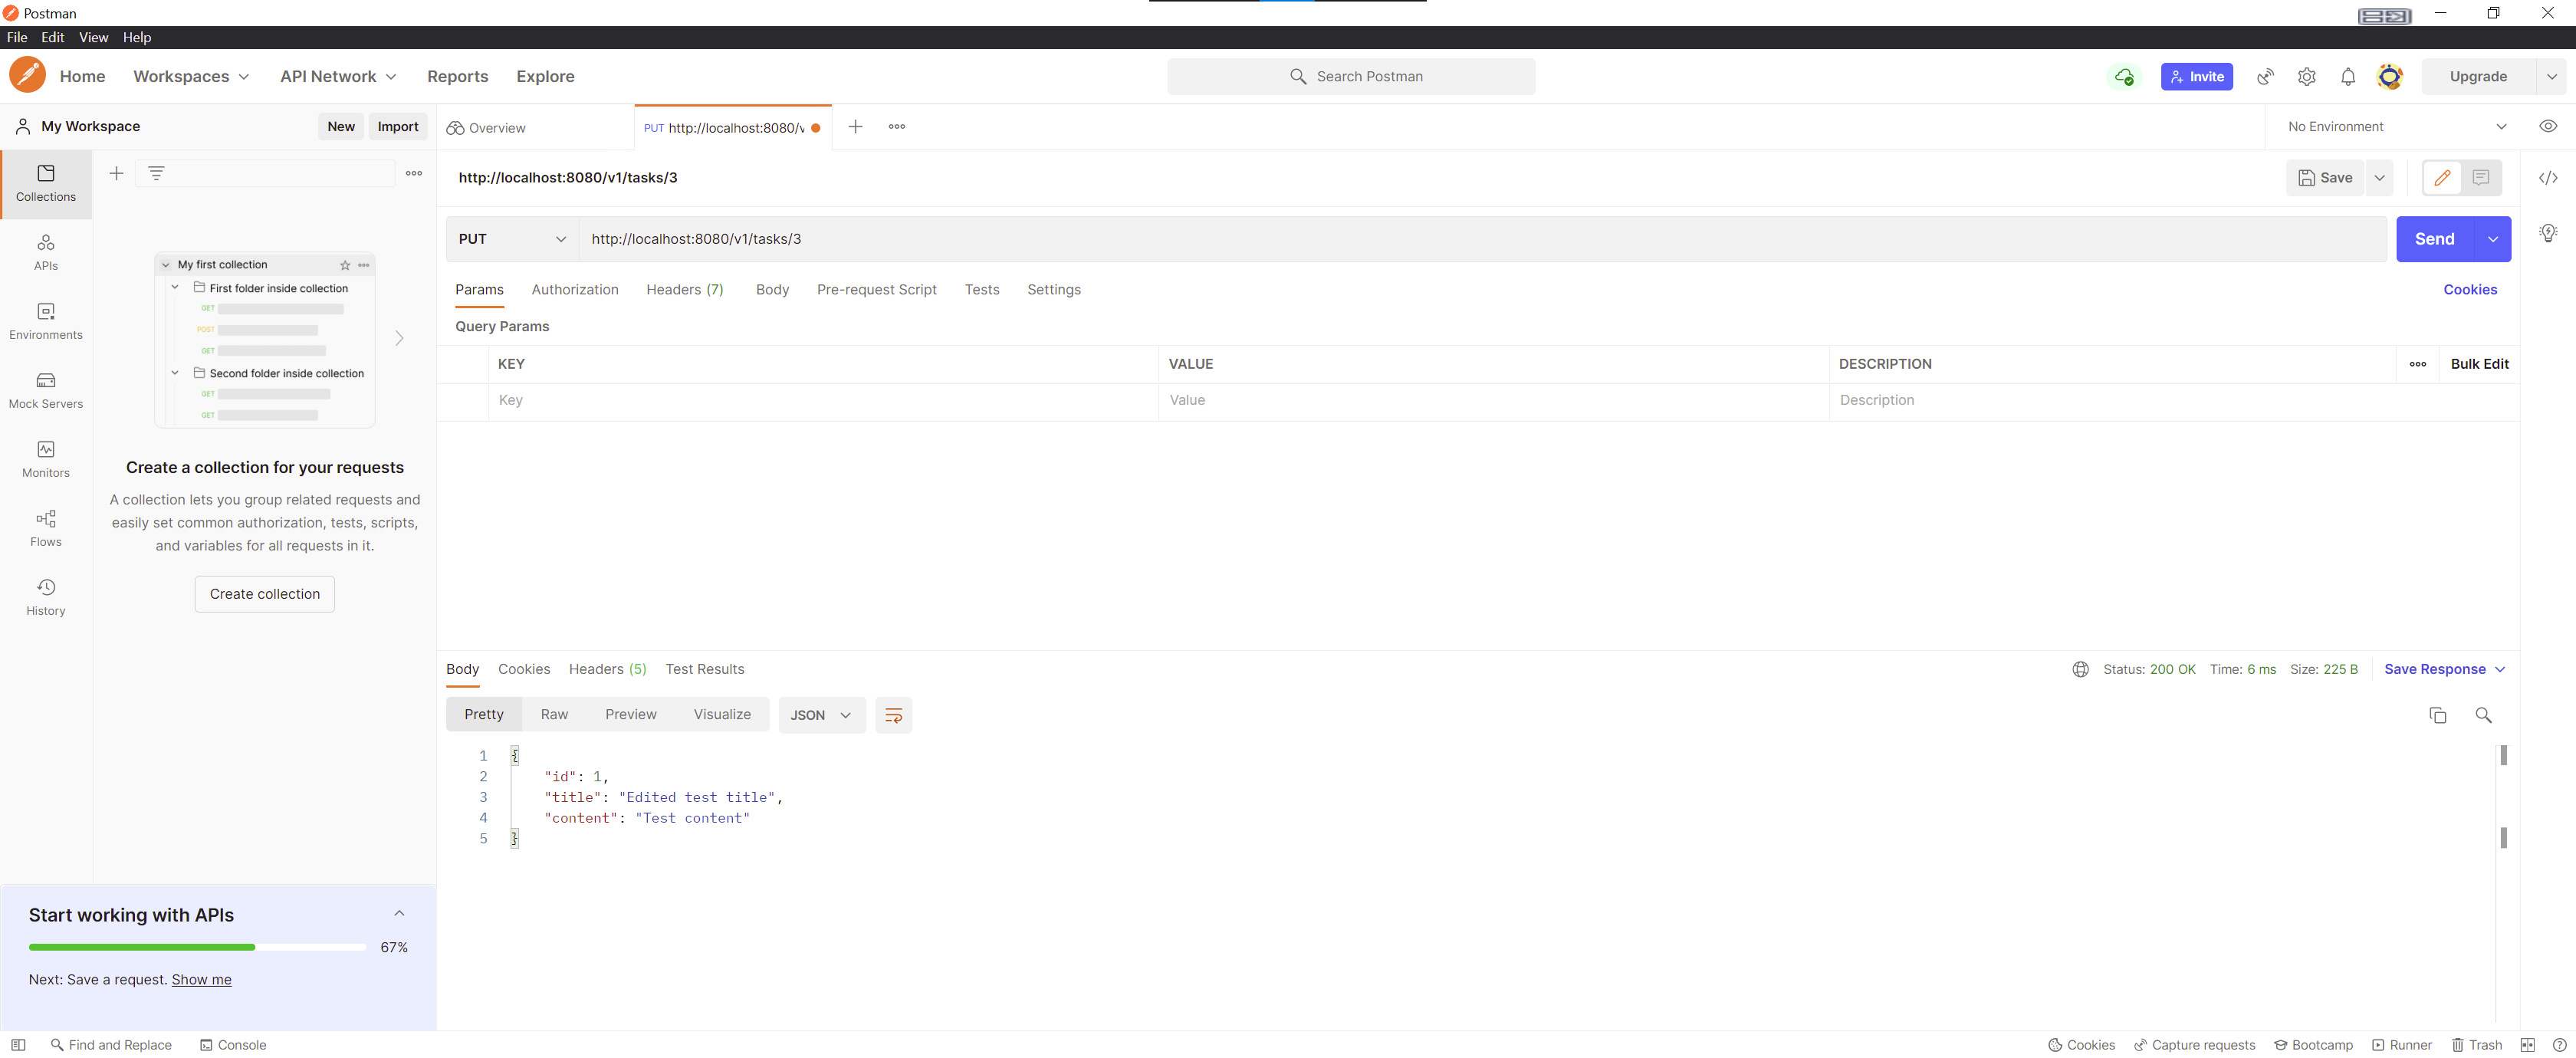 Postman
File Edit View Help
Home Workspaces API Network Reports Explore Search Postman Invite Upgrade
My Workspace New Import Overview PUT http://localhost:8080/v No Environment
Collections
http://localhost:8080/v1/tasks/3 Save
PUT http://localhost:8080/v1/tasks/3 Send
APIs
Environments
Mock Servers
Monitors
Flows
History
My first collection
First folder inside collection
GET
POST
GET
Second folder inside collection
GET
GET
Create a collection for your requests
A collection lets you group related requests and
easily set common authorization, tests, scripts,
and variables for all requests in it.
Create collection
Params Authorization Headers (7) Body Pre-request Script Tests Settings Cookies
Query Params
KEY VALUE DESCRIPTION Bulk Edit
Key Value Description
Body Cookies Headers (5) Test Results Status: 200 OK Time: 6 ms Size: 225 B Save Response
Pretty Raw Preview Visualize JSON
1 {
2 "id": 1,
3 "title": "Edited test title",
4 "content": "Test content"
5 }
Start working with APIs
67%
Next: Save a request. Show me
Find and Replace Console Cookies Capture requests Bootcamp Runner Trash